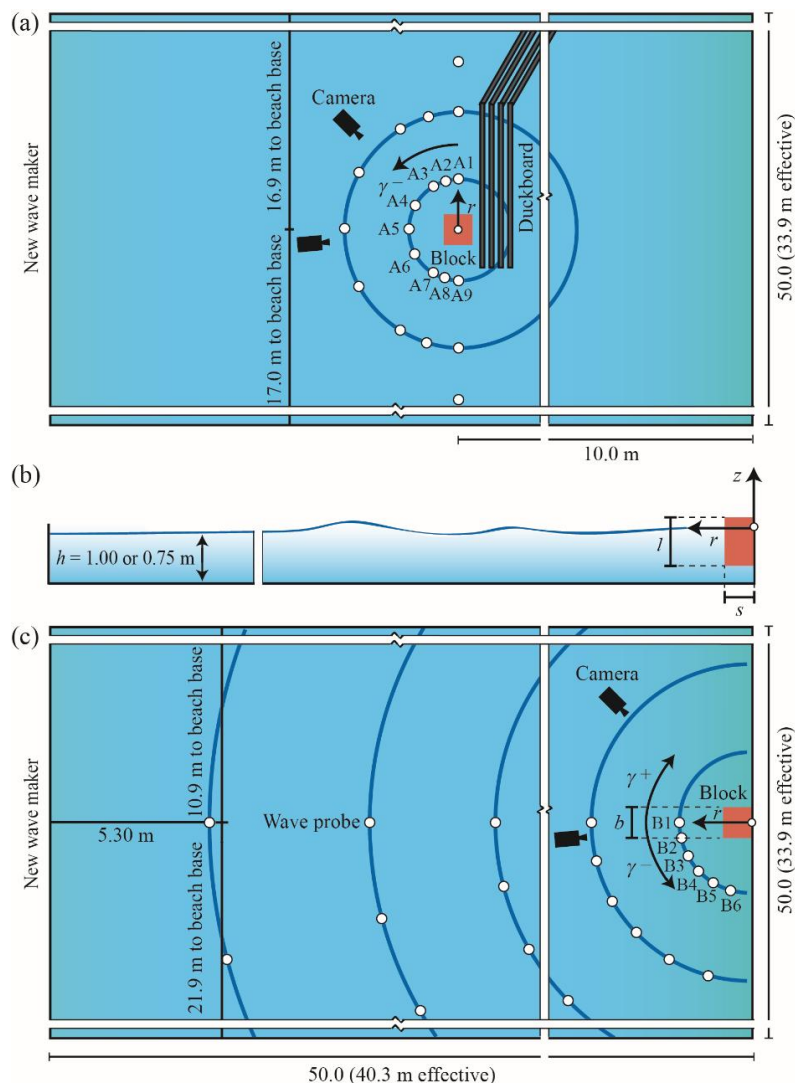 (a)
New wave maker
16.9 m to beach base
17.0 m to beach base
Camera
γ−
A3
A2
A1
A4
A5
A6
A7
A8
A9
r
Block
Duckboard
50.0 (33.9 m effective)
10.0 m
(b)
z
h = 1.00 or 0.75 m
l
r
s
(c)
New wave maker
10.9 m to beach base
21.9 m to beach base
5.30 m
Wave probe
Camera
γ+
γ−
b
Block
r
B1
B2
B3
B4
B5
B6
50.0 (33.9 m effective)
50.0 (40.3 m effective)